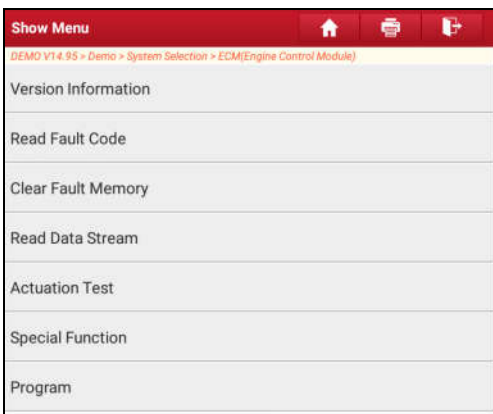 Show Menu
DEMO V14.95 > Demo > System Selection > ECM(Engine Control Module)
Version Information
Read Fault Code
Clear Fault Memory
Read Data Stream
Actuation Test
Special Function
Program